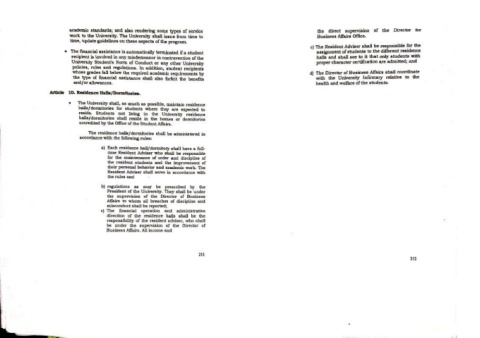 academic standards; and also rendering some types of service
work to the University. The University shall issue from time to
time, update guidelines on these aspects of the program.
• The financial assistance is automatically terminated if a student
recipient is involved in any misdemeanor in contravention of the
University Student's Norm of Conduct or any other University
policies, rules and regulations. In addition, student recipients
whose grades fall below the required academic requirements by
the type of financial assistance shall also forfeit the benefits
and/or allowances.
Article 10. Residence Halls/Dormitories.
• The University shall, as much as possible, maintain residence
halls/dormitories for students where they are expected to
reside. Students not living in the University residence
halls/dormitories shall reside in the homes or dormitories
accredited by the Office of the Student Affairs.
The residence halls/dormitories shall be administered in
accordance with the following rules:
a) Each residence hall/dormitory shall have a full-
time Resident Adviser who shall be responsible
for the maintenance of order and discipline of
the resident students and the improvement of
their personal behavior and academic work. The
Resident Adviser shall serve in accordance with
the rules and
b) regulations as may be prescribed by the
President of the University. They shall be under
the supervision of the Director of Business
Affairs to whom all breaches of discipline and
misconduct shall be reported;
c) The financial operation and administration
direction of the residence halls shall be the
responsibility of the resident adviser, who shall
be under the supervision of the Director of
Business Affairs. All income and
the direct supervision of the Director for
Business Affairs Office.
c) The Resident Adviser shall be responsible for the
assignment of students to the different residence
halls and shall see to it that only students with
proper character certification are admitted; and
d) The Director of Business Affairs shall coordinate
with the University Infirmary relative to the
health and welfare of the students.